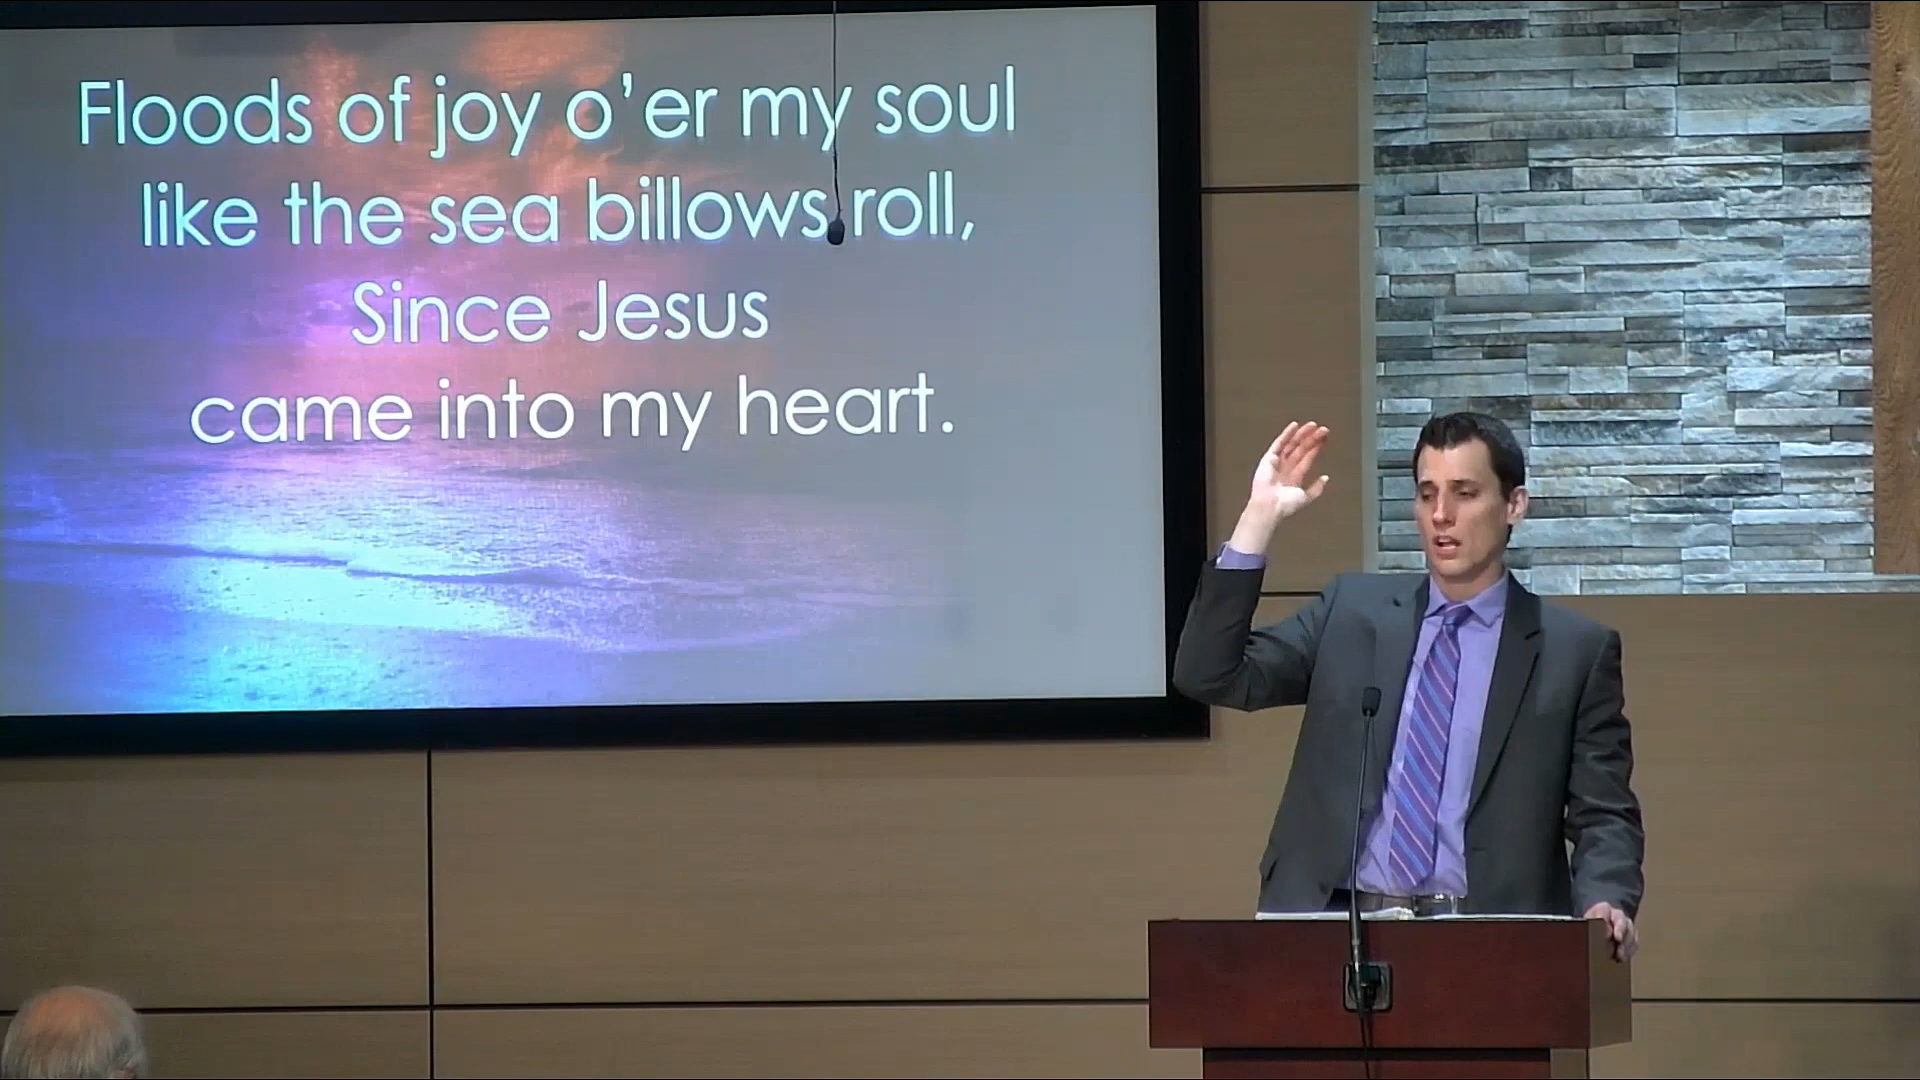 Floods of joy o’er my soul
like the sea billows roll,
Since Jesus
came into my heart.